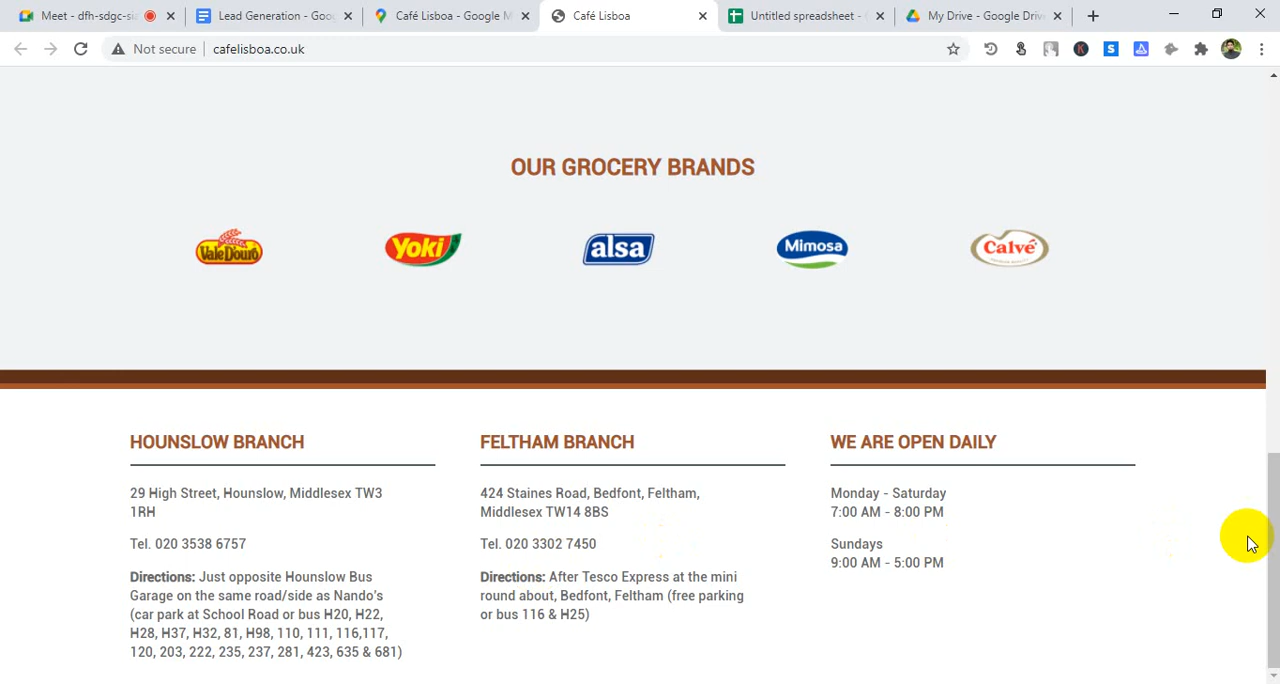 Meet - dfh-sdgc-sia
Lead Generation - Goo
Café Lisboa - Google M
Café Lisboa
Untitled spreadsheet - G
My Drive - Google Driv
Not secure
cafelisboa.co.uk
OUR GROCERY BRANDS
Vale D'ouro
Yoki
alsa
Mimosa
Calvé
HOUNSLOW BRANCH
29 High Street, Hounslow, Middlesex TW3
1RH
Tel. 020 3538 6757
Directions: Just opposite Hounslow Bus
Garage on the same road/side as Nando's
(car park at School Road or bus H20, H22,
H28, H37, H32, 81, H98, 110, 111, 116,117,
120, 203, 222, 235, 237, 281, 423, 635 & 681)
FELTHAM BRANCH
424 Staines Road, Bedfont, Feltham,
Middlesex TW14 8BS
Tel. 020 3302 7450
Directions: After Tesco Express at the mini
round about, Bedfont, Feltham (free parking
or bus 116 & H25)
WE ARE OPEN DAILY
Monday - Saturday
7:00 AM - 8:00 PM
Sundays
9:00 AM - 5:00 PM